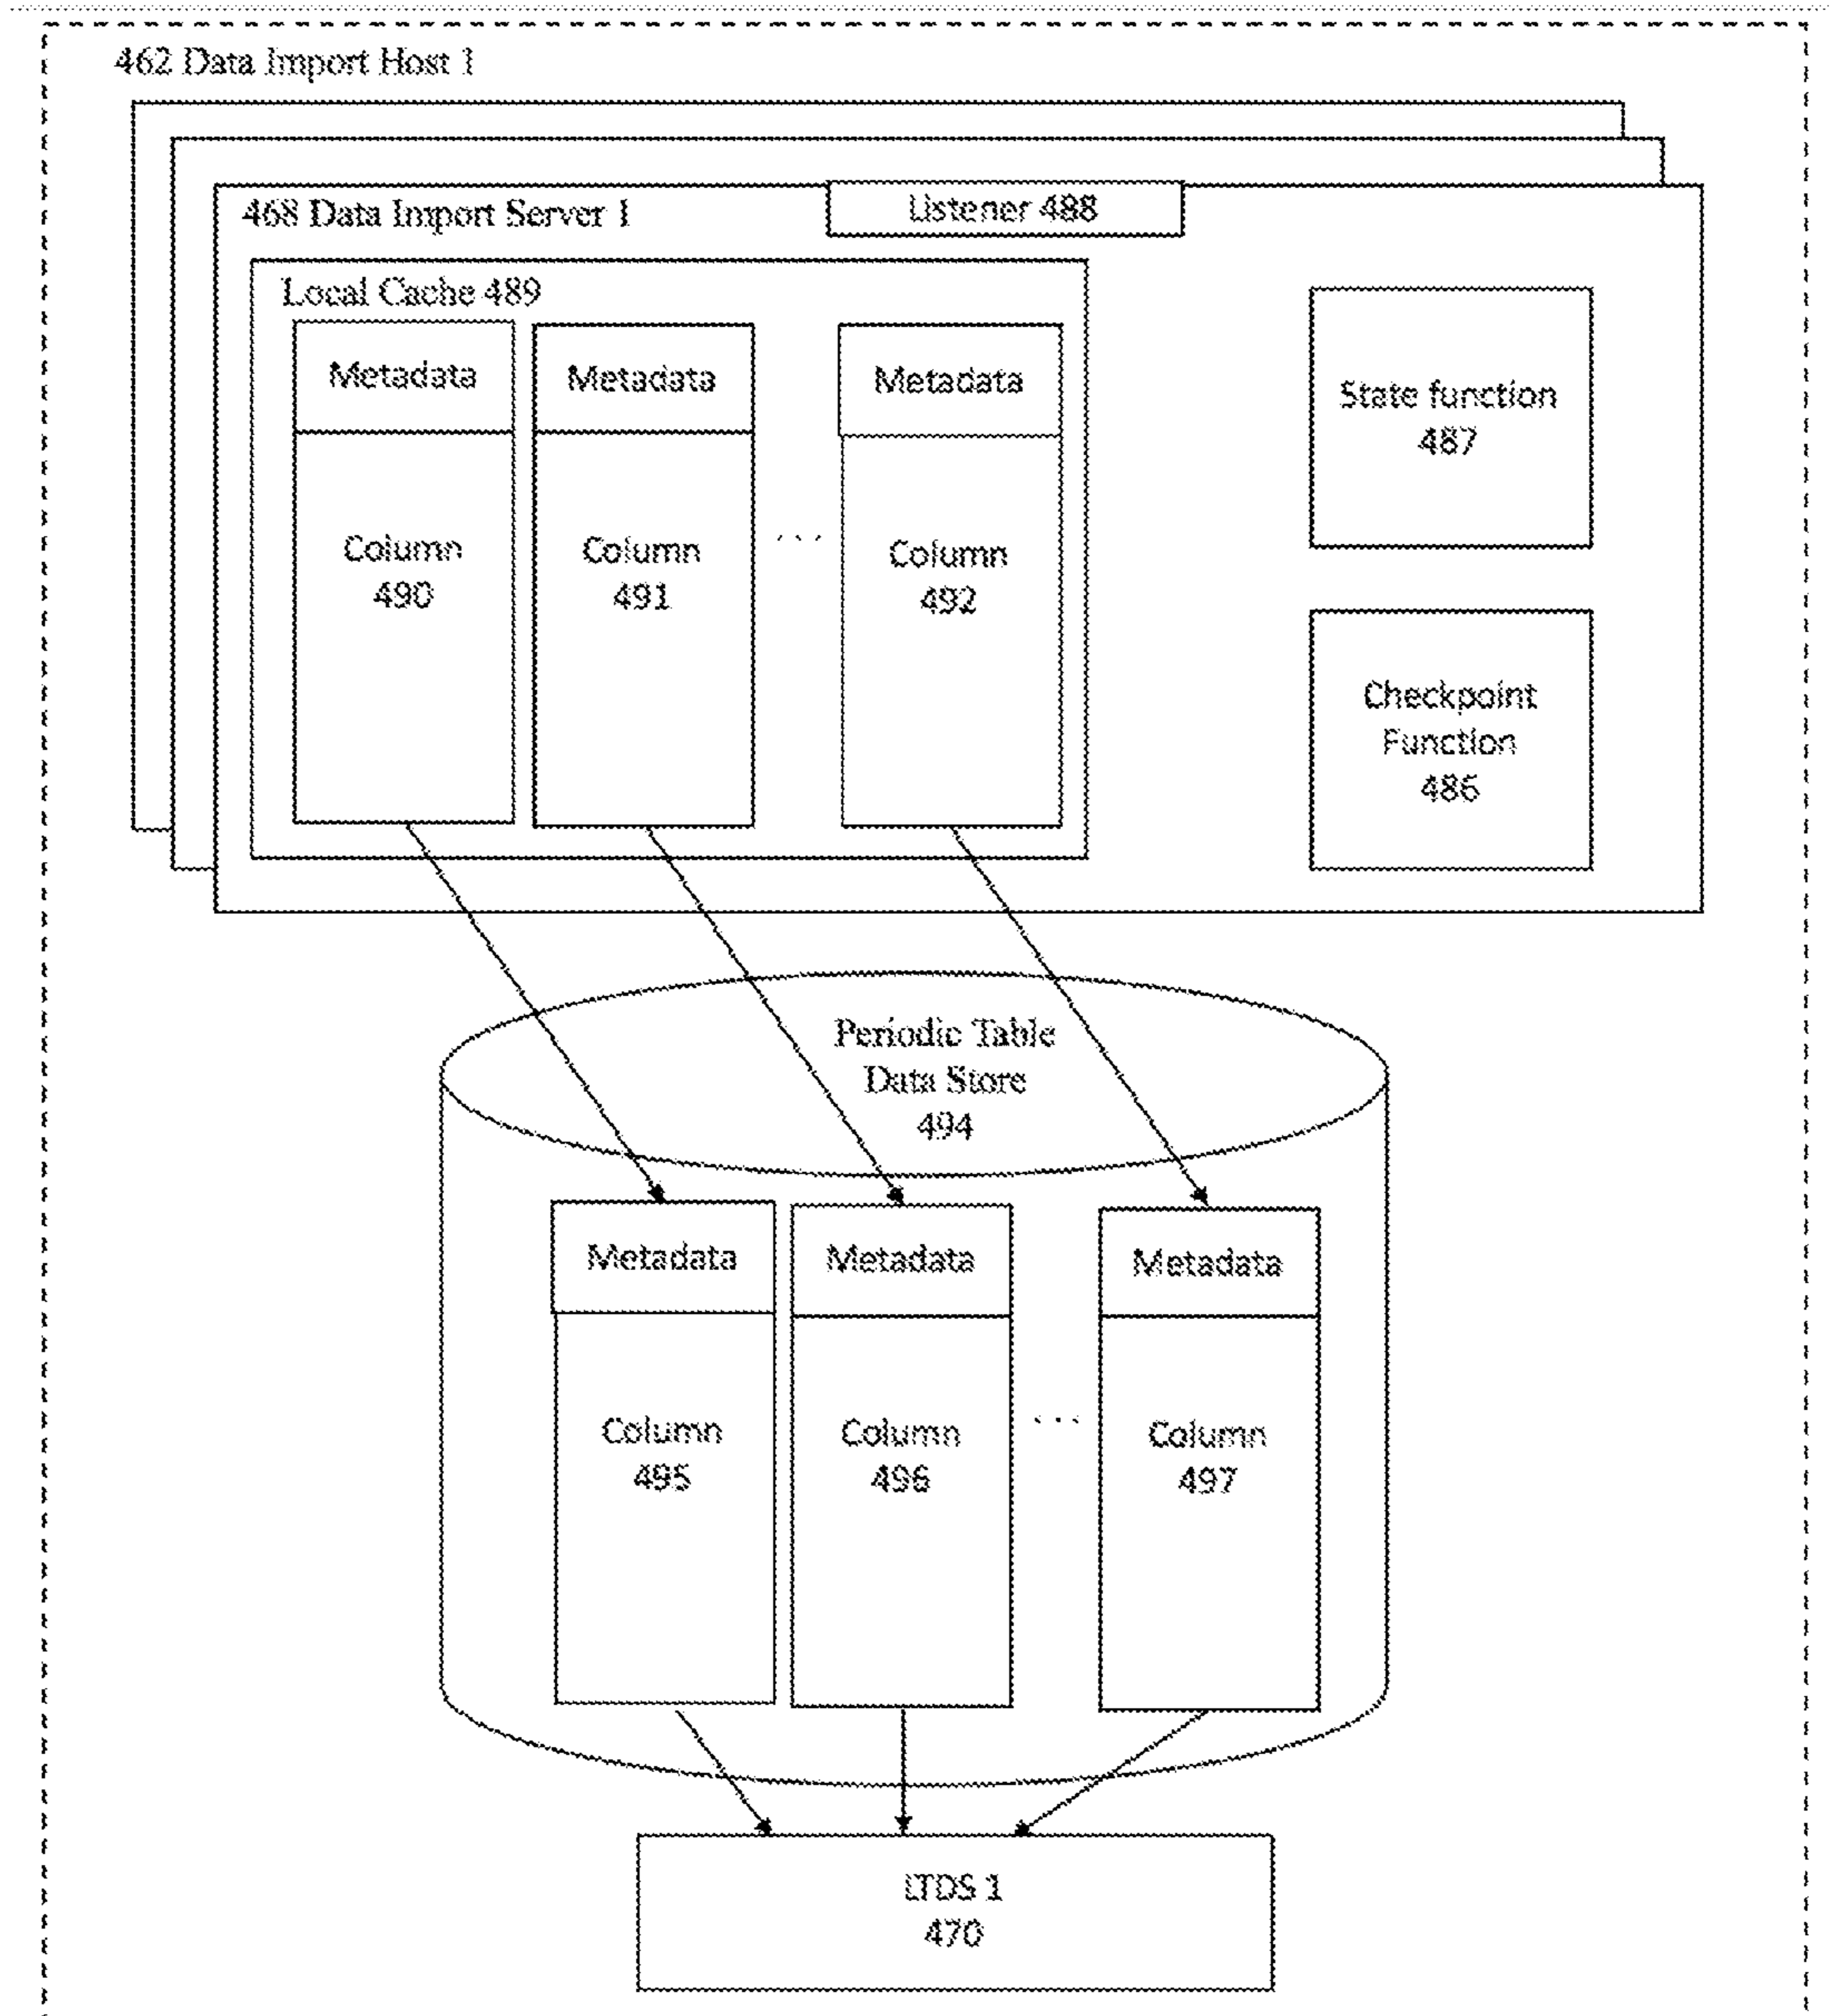 462 Data Import Host 1
468 Data Import Server 1
Listener 488
Local Cache 489
Metadata
Metadata
Metadata
State function
487
Column
490
Column
491
. . .
Column
492
Checkpoint
Function
486
Periodic Table
Data Store
494
Metadata
Metadata
Metadata
Column
495
Column
496
. . .
Column
497
LTDS 1
470